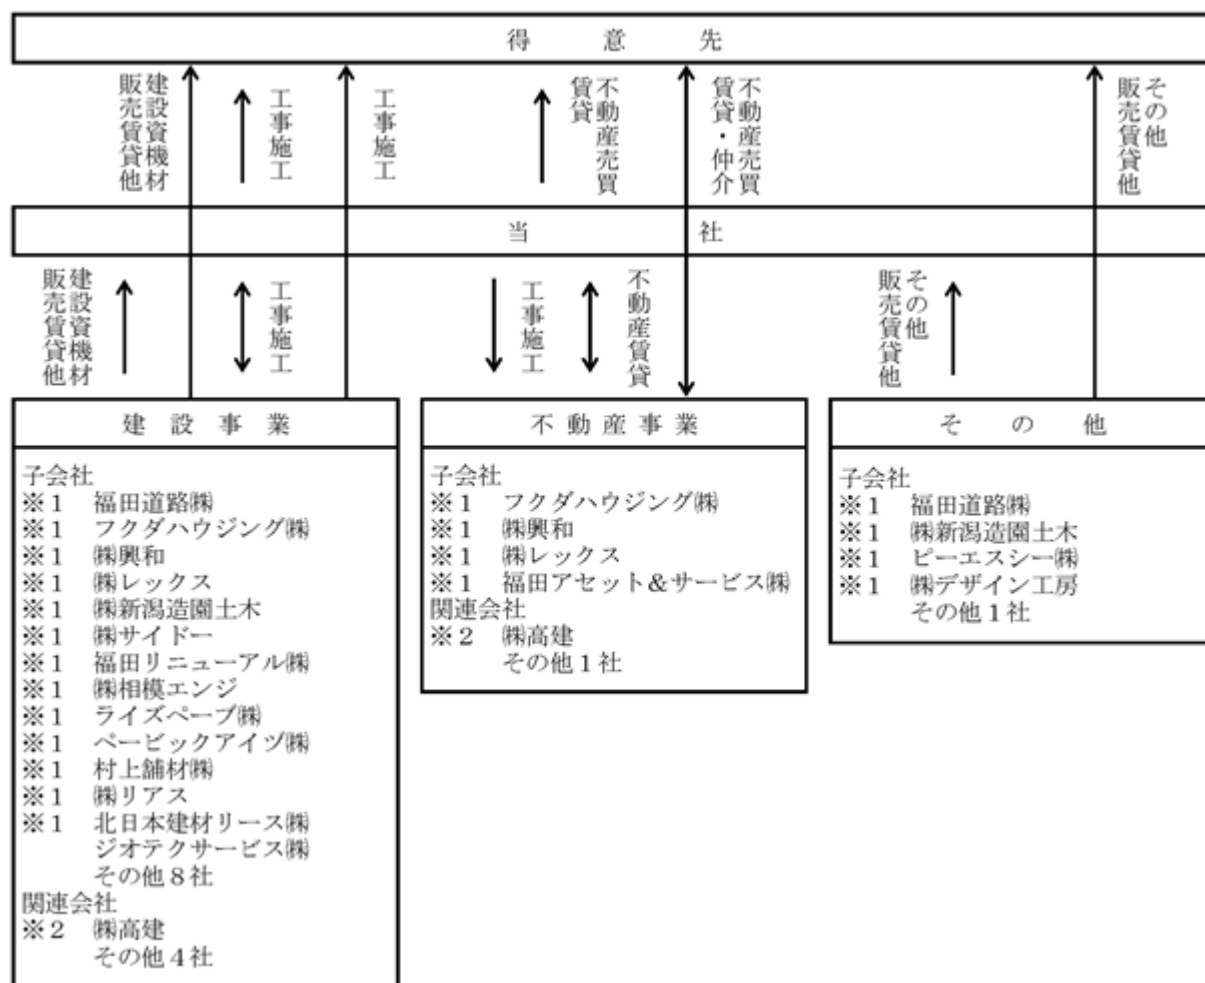 得意先
建設資機材
販売賃貸他
工事施工
工事施工
不動産売買
賃貸
不動産売買
賃貸・仲介
その他
販売賃貸他
当社
建設資機材
販売賃貸他
工事施工
工事施工
不動産賃貸
その他
販売賃貸他
建設事業
子会社
※1 福田道路㈱
※1 フクダハウジング㈱
※1 ㈱興和
※1 ㈱レックス
※1 ㈱新潟造園土木
※1 ㈱サイドー
※1 福田リニューアル㈱
※1 ㈱相模エンジ
※1 ライズペーブ㈱
※1 ペービックアイヅ㈱
※1 村上舗材㈱
※1 ㈱リアス
※1 北日本建材リース㈱
ジオテクサービス㈱
その他8社
関連会社
※2 ㈱高建
その他4社
不動産事業
子会社
※1 フクダハウジング㈱
※1 ㈱興和
※1 ㈱レックス
※1 福田アセット&サービス㈱
関連会社
※2 ㈱高建
その他1社
その他
子会社
※1 福田道路㈱
※1 ㈱新潟造園土木
※1 ピーエスシー㈱
※1 ㈱デザイン工房
その他1社